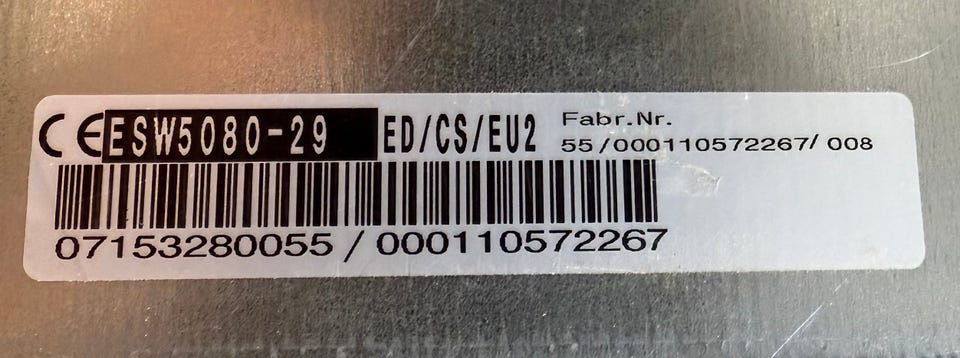 CE ESW5080-29 ED/CS/EU2 Fabr.Nr.
55/000110572267/ 008
07153280055 / 000110572267